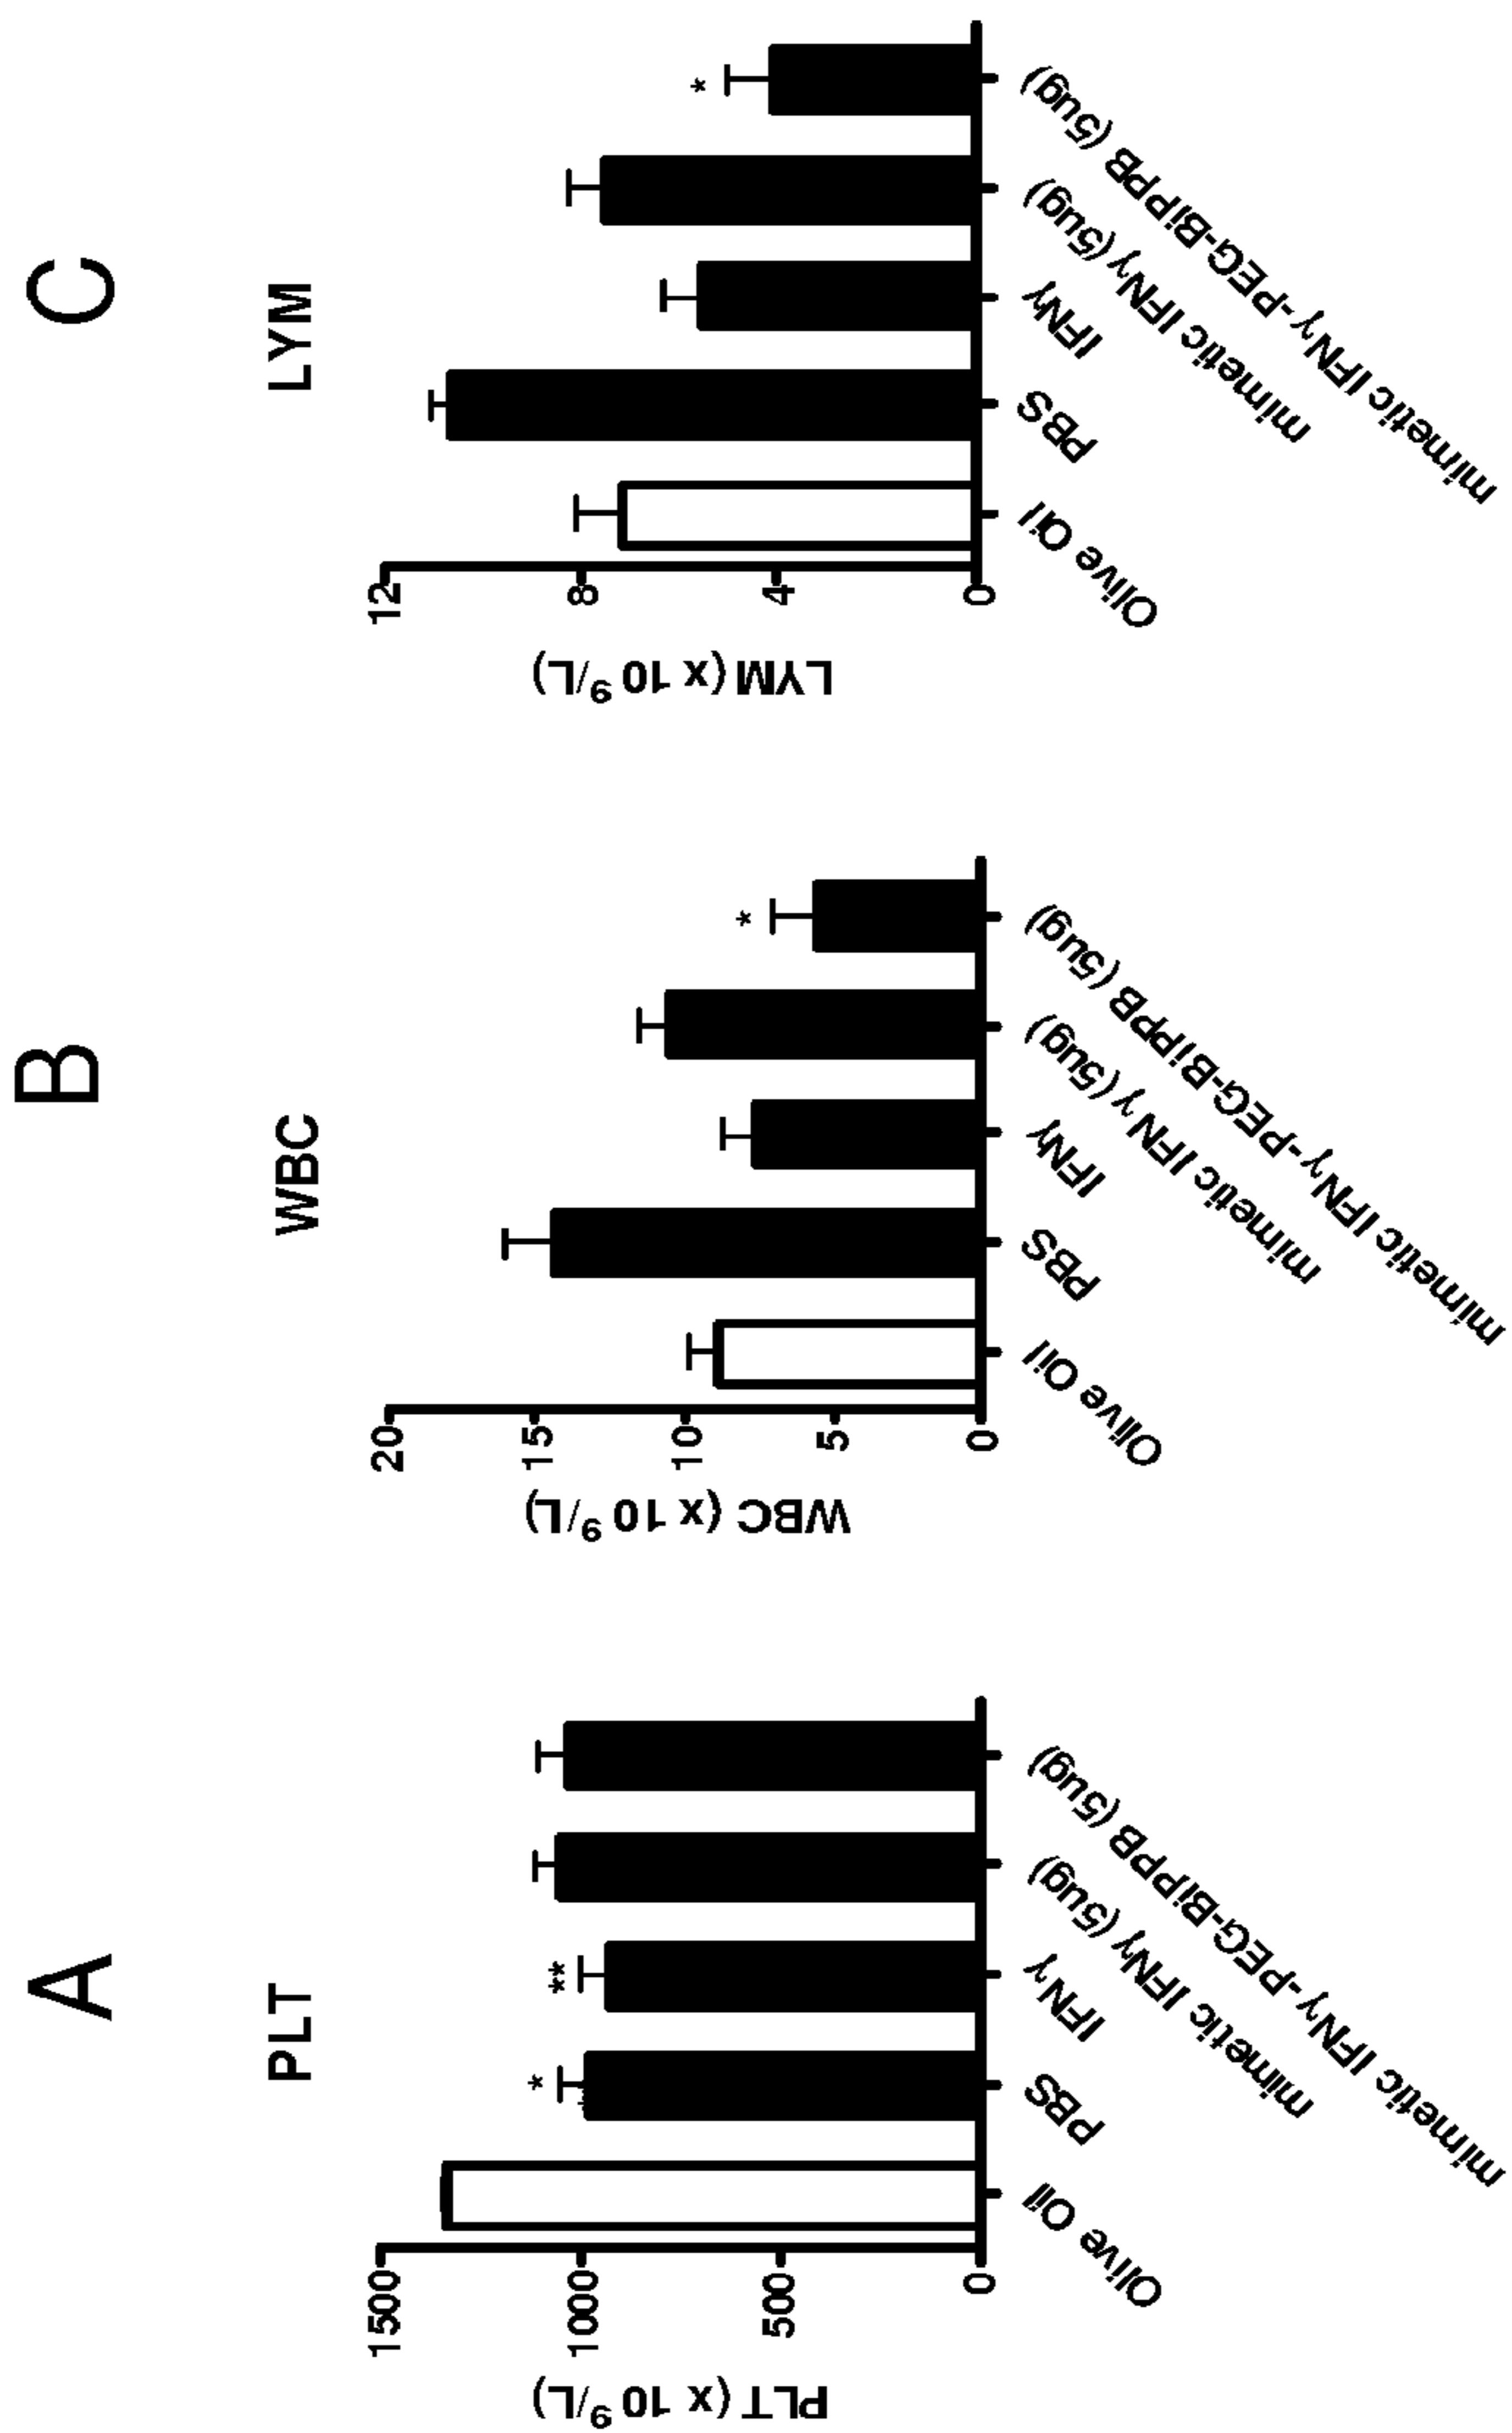 A
PLT
PLT (x 10 9/L)
1500
1000
500
0
Olive Oil
PBS
IFN γ
mimetic IFNγ (5ug)
mimetic IFNγ-PEG-BiPPB (5ug)
*
**
B
WBC
WBC (x 10 9/L)
20
15
10
5
0
Olive Oil
PBS
IFNγ
mimetic IFNγ (5ug)
mimetic IFNγ-PEG-BiPPB (5ug)
*
C
LYM
LYM (x 10 9/L)
12
8
4
0
Olive Oil
PBS
IFNγ
mimetic IFNγ (5ug)
mimetic IFNγ-PEG-BiPPB (5ug)
*